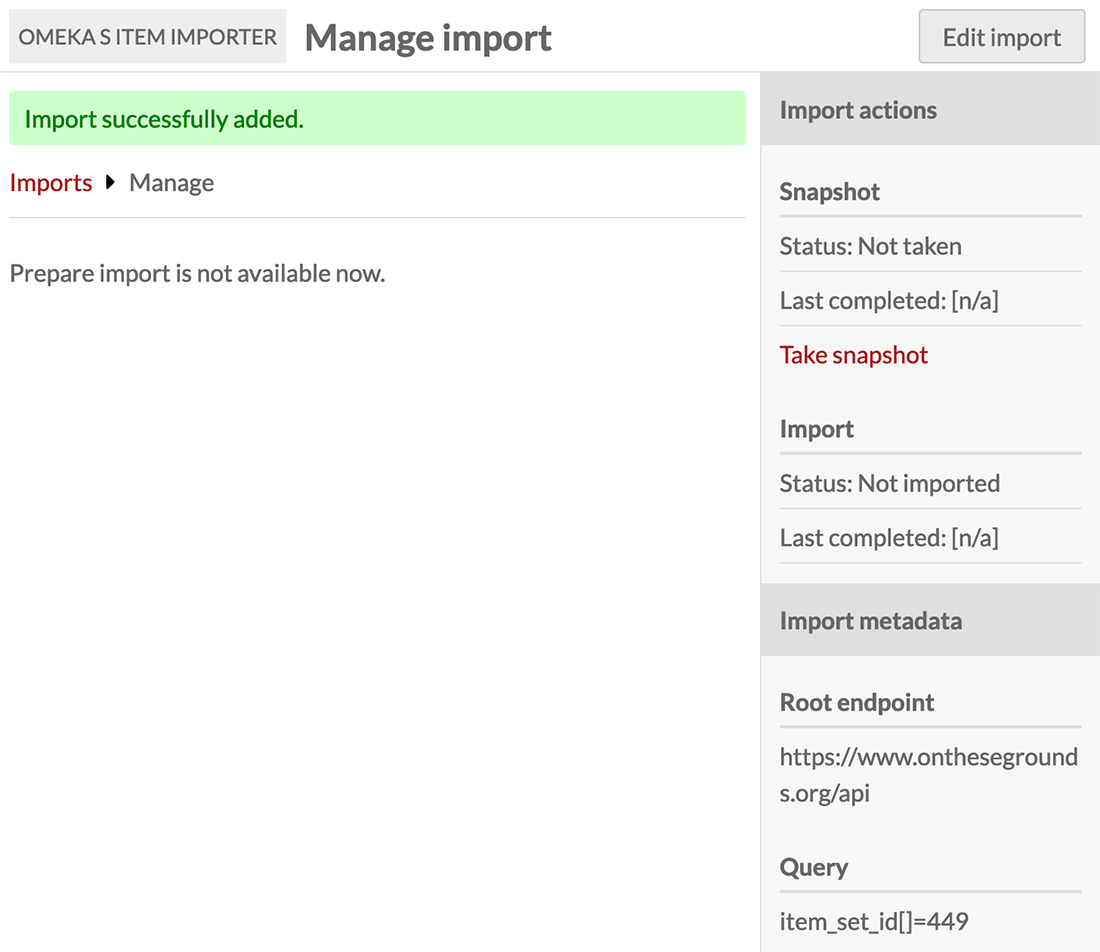 OMEKA S ITEM IMPORTER
Manage import
Edit import
Import successfully added.
Imports
Manage
Prepare import is not available now.
Import actions
Snapshot
Status: Not taken
Last completed: [n/a]
Take snapshot
Import
Status: Not imported
Last completed: [n/a]
Import metadata
Root endpoint
https://www.ontheseground
s.org/api
Query
item_set_id[]=449